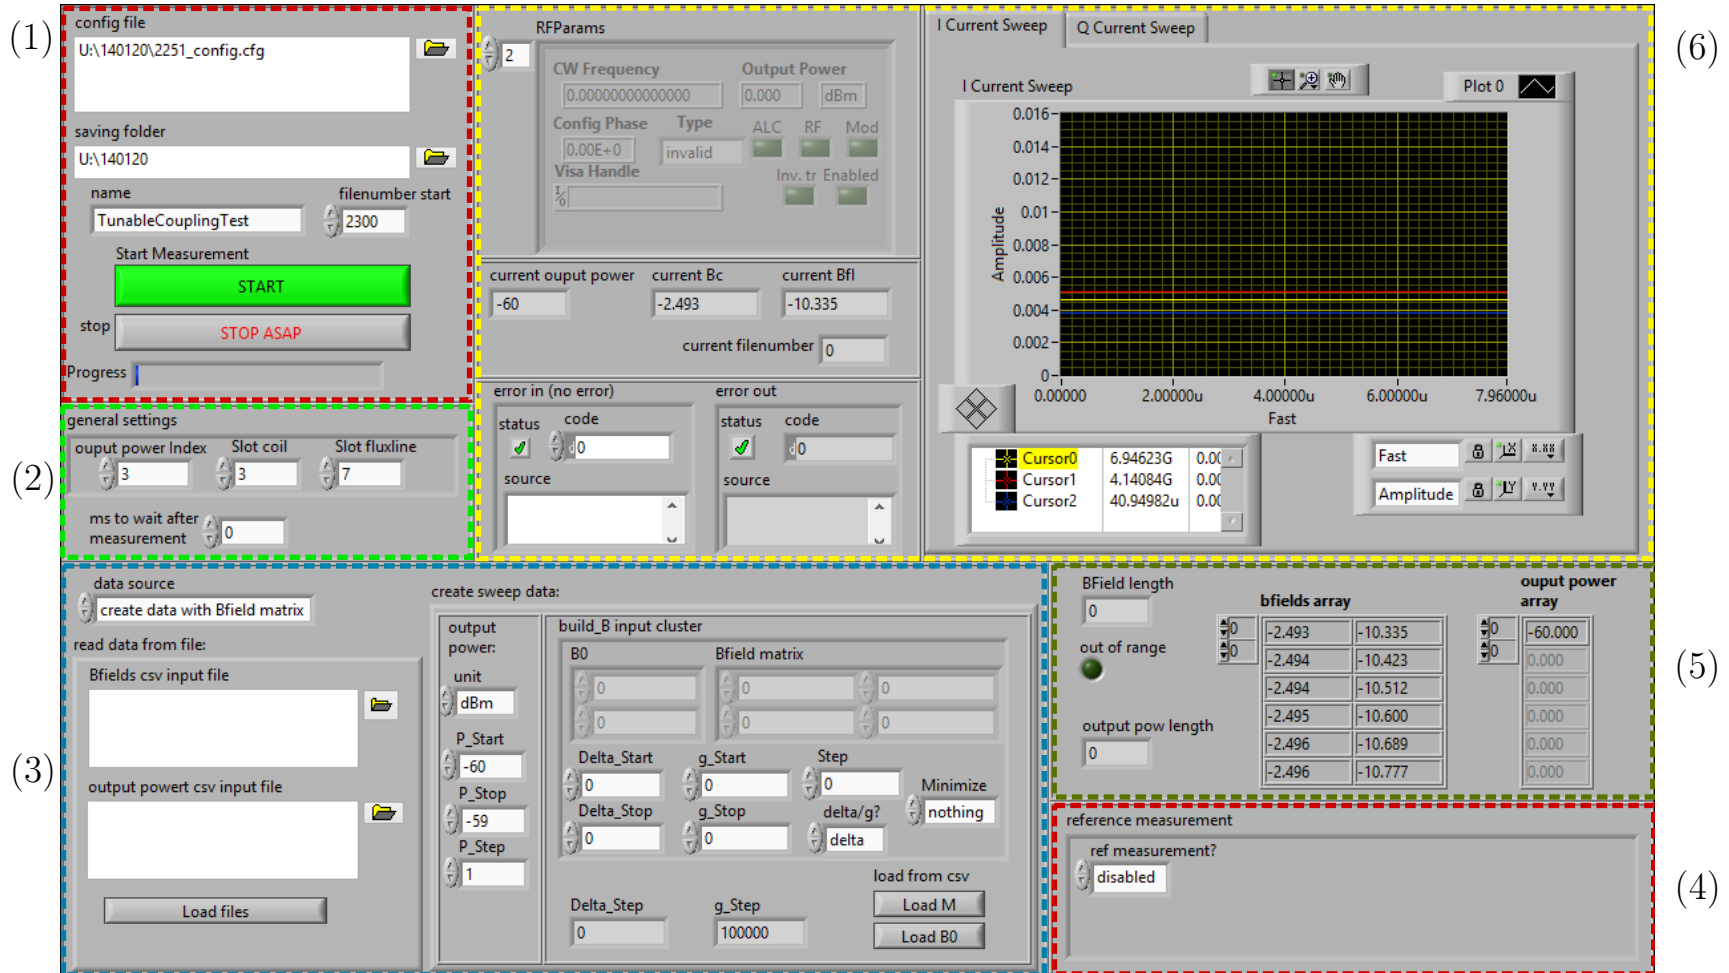 (1)
config file
U:\140120\2251_config.cfg
saving folder
U:\140120
name
filenumber start
TunableCouplingTest
2300
Start Measurement
START
stop
STOP ASAP
Progress
(2)
general settings
ouput power Index
Slot coil
Slot fluxline
3
3
7
ms to wait after
measurement
0
RFParams
2
CW Frequency
Output Power
0.00000000000000
0.000
dBm
Config Phase
Type
ALC
RF
Mod
0.00E+0
invalid
Visa Handle
Inv. tr
Enabled
I/0
current ouput power
current Bc
current Bfl
-60
-2.493
-10.335
current filenumber
0
error in (no error)
status
code
d0
source
error out
status
code
d0
source
(6)
I Current Sweep
Q Current Sweep
I Current Sweep
Plot 0
0.016
0.014
0.012
0.01
0.008
0.006
0.004
0.002
0
Amplitude
0.00000
2.00000u
4.00000u
6.00000u
7.96000u
Fast
Cursor0
6.94623G
0.00
Cursor1
4.14084G
0.00
Cursor2
40.94982u
0.00
Fast
X
X.XX
Amplitude
Y
Y.YY
(3)
data source
create data with Bfield matrix
read data from file:
Bfields csv input file
output powert csv input file
Load files
create sweep data:
output
power:
unit
dBm
P_Start
-60
P_Stop
-59
P_Step
1
build_B input cluster
B0
Bfield matrix
0
0
0
0
0
0
Delta_Start
g_Start
Step
0
0
0
Minimize
nothing
Delta_Stop
g_Stop
delta/g?
0
0
delta
load from csv
Delta_Step
g_Step
Load M
0
100000
Load B0
(5)
BField length
0
out of range
output pow length
0
bfields array
0
0
-2.493 -10.335
-2.494 -10.423
-2.494 -10.512
-2.495 -10.600
-2.496 -10.689
-2.496 -10.777
ouput power
array
0
0
-60.000
0.000
0.000
0.000
0.000
0.000
(4)
reference measurement
ref measurement?
disabled